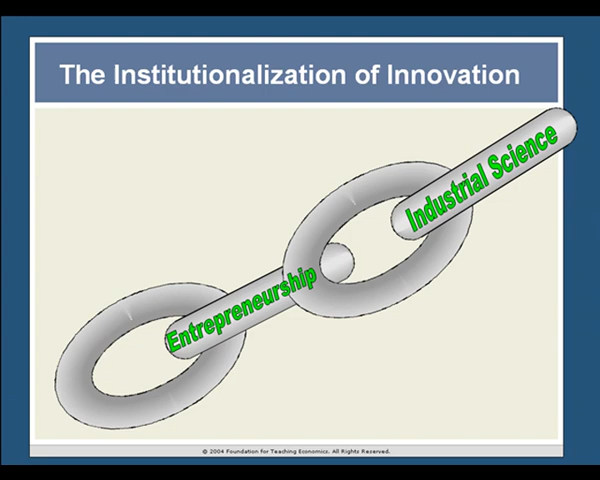 The Institutionalization of Innovation
Industrial Science
Entrepreneurship
© 2004 Foundation for Teaching Economics. All Rights Reserved.